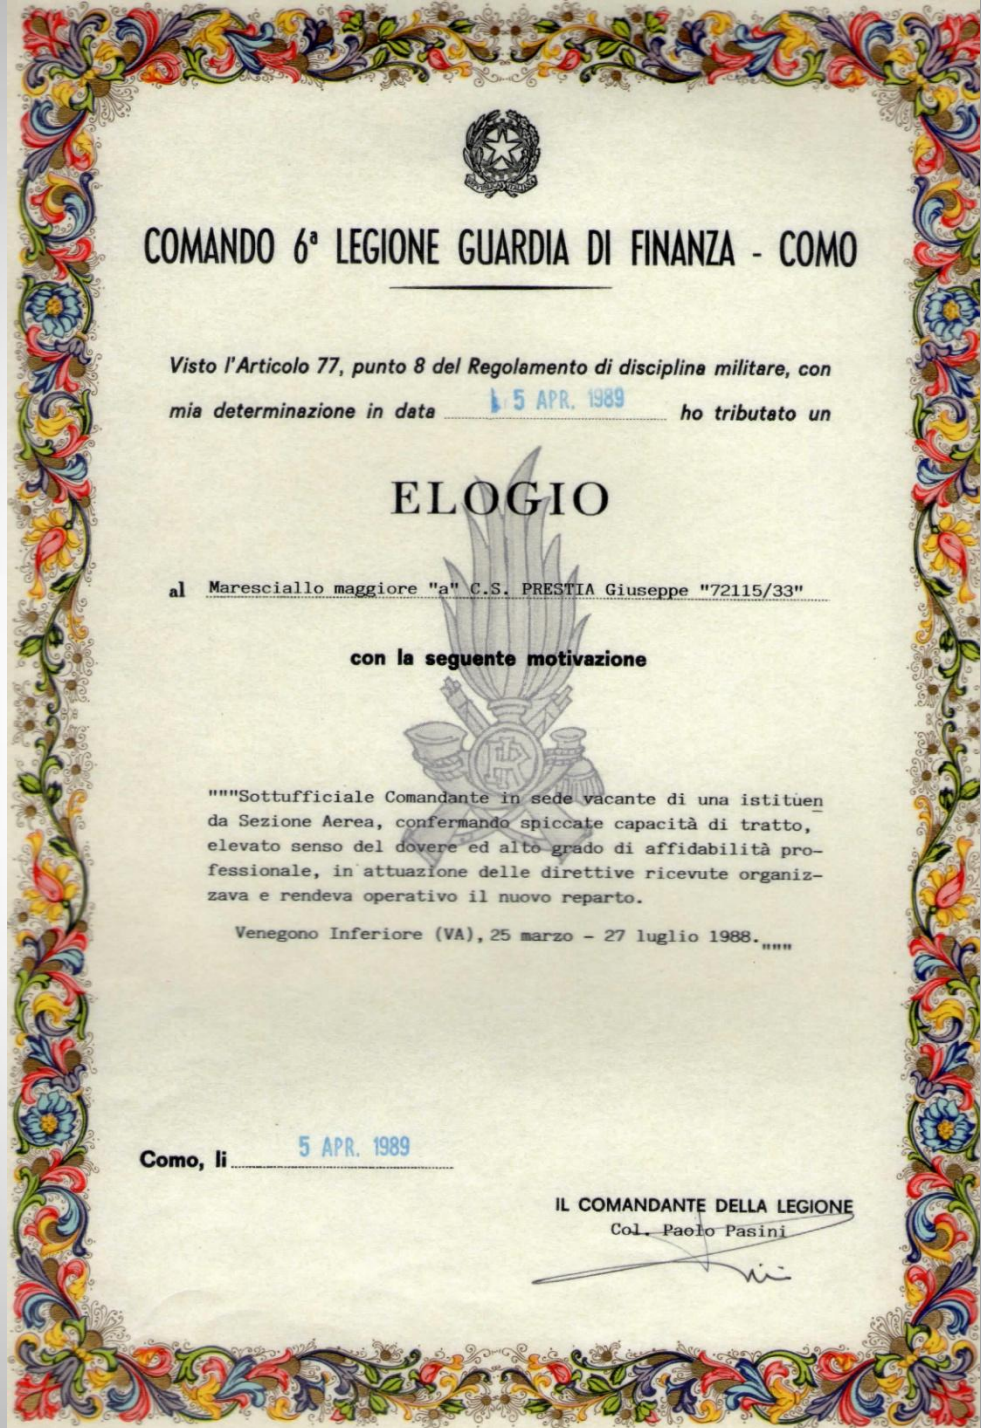 COMANDO 6ª LEGIONE GUARDIA DI FINANZA - COMO
Visto l'Articolo 77, punto 8 del Regolamento di disciplina militare, con
mia determinazione in data 5 APR. 1989 ho tributato un
ELOGIO
al Maresciallo maggiore "a" C.S. PRESTIA Giuseppe "72115/33"
con la seguente motivazione
"""Sottufficiale Comandante in sede vacante di una istituen
da Sezione Aerea, confermando spiccate capacità di tratto,
elevato senso del dovere ed alto grado di affidabilità pro-
fessionale, in attuazione delle direttive ricevute organiz-
zava e rendeva operativo il nuovo reparto.
Venegono Inferiore (VA), 25 marzo - 27 luglio 1988."""
Como, li 5 APR. 1989
IL COMANDANTE DELLA LEGIONE
Col. Paolo Pasini